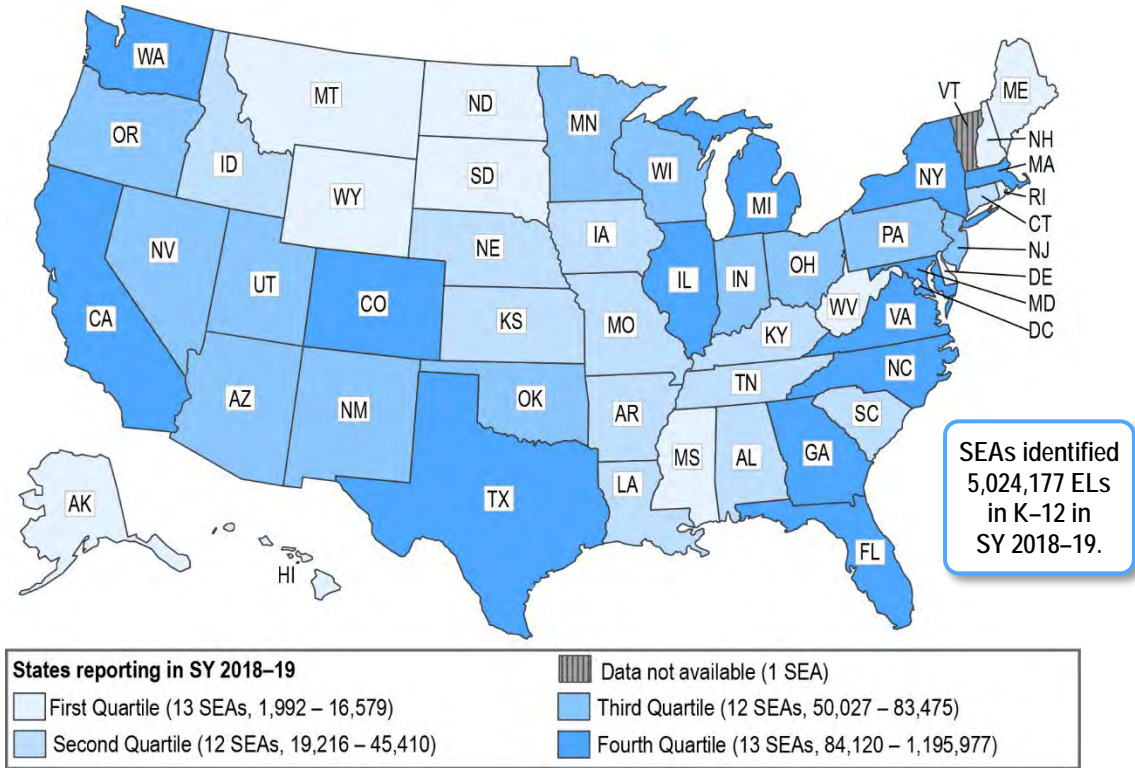 WA
MT
ND
MN
VT
ME
OR
ID
WY
SD
WI
MI
NY
NH
MA
RI
CT
NJ
DE
MD
DC
NV
UT
CO
NE
IA
IL
IN
OH
PA
CA
KS
MO
KY
WV
VA
AZ
NM
OK
AR
TN
NC
SC
TX
LA
MS
AL
GA
FL
AK
HI
SEAs identified
5,024,177 ELs
in K–12 in
SY 2018–19.
States reporting in SY 2018–19
First Quartile (13 SEAs, 1,992 – 16,579)
Second Quartile (12 SEAs, 19,216 – 45,410)
Data not available (1 SEA)
Third Quartile (12 SEAs, 50,027 – 83,475)
Fourth Quartile (13 SEAs, 84,120 – 1,195,977)